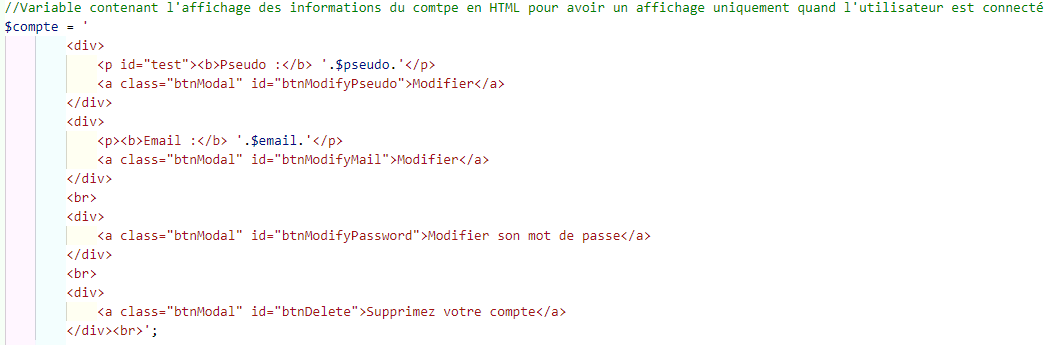 //Variable contenant l'affichage des informations du comtpe en HTML pour avoir un affichage uniquement quand l'utilisateur est connecté
$compte = '
<div>
<p id="test"><b>Pseudo :</b> '.$pseudo.'</p>
<a class="btnModal" id="btnModifyPseudo">Modifier</a>
</div>
<div>
<p><b>Email :</b> '.$email.'</p>
<a class="btnModal" id="btnModifyMail">Modifier</a>
</div>
<br>
<div>
<a class="btnModal" id="btnModifyPassword">Modifier son mot de passe</a>
</div>
<br>
<div>
<a class="btnModal" id="btnDelete">Supprimez votre compte</a>
</div><br>';